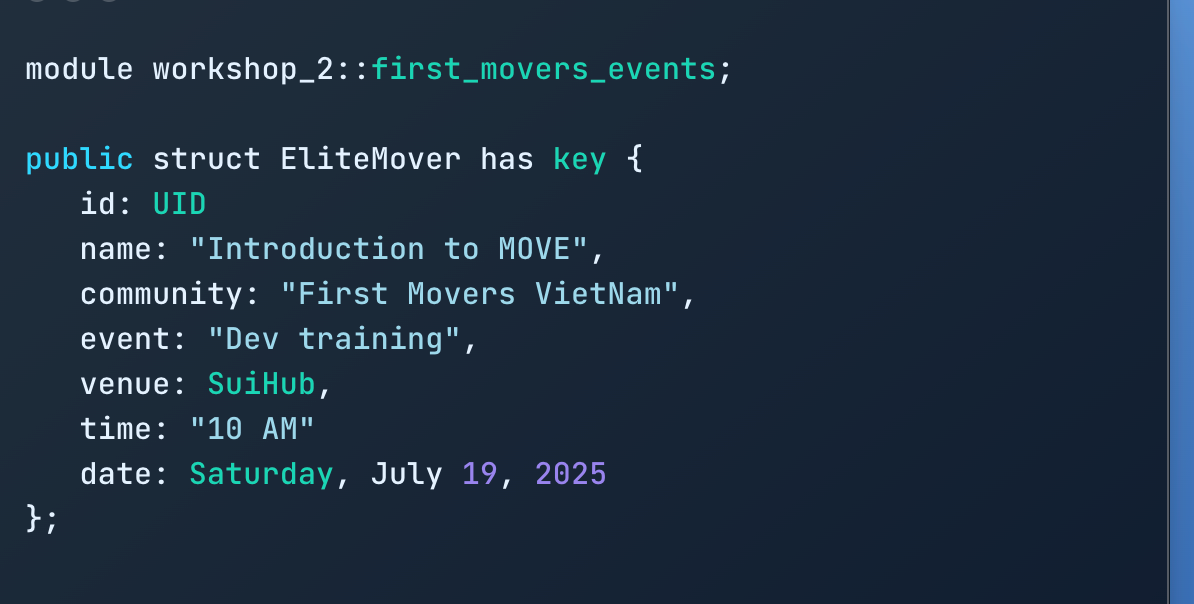 module workshop_2::first_movers_events;
public struct EliteMover has key {
id: UID
name: "Introduction to MOVE",
community: "First Movers VietNam",
event: "Dev training",
venue: SuiHub,
time: "10 AM"
date: Saturday, July 19, 2025
};